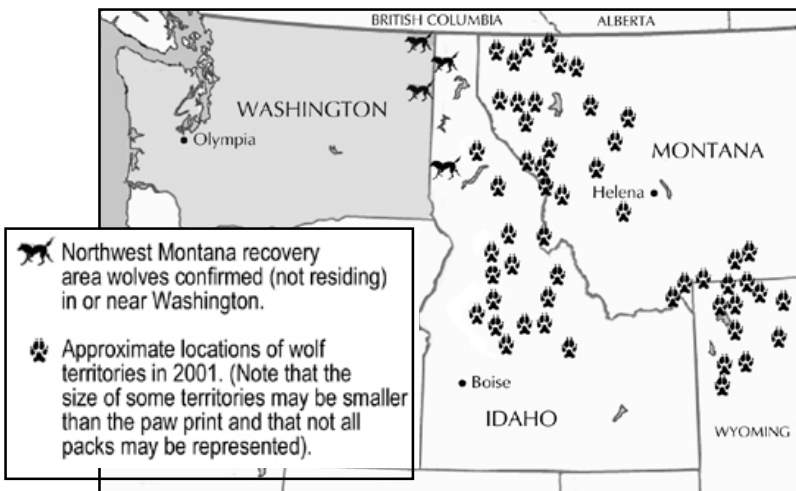 BRITISH COLUMBIA
ALBERTA
WASHINGTON
Olympia
MONTANA
Helena
Northwest Montana recovery
area wolves confirmed (not residing)
in or near Washington.
Approximate locations of wolf
territories in 2001. (Note that the
size of some territories may be smaller
than the paw print and that not all
packs may be represented).
Boise
IDAHO
WYOMING